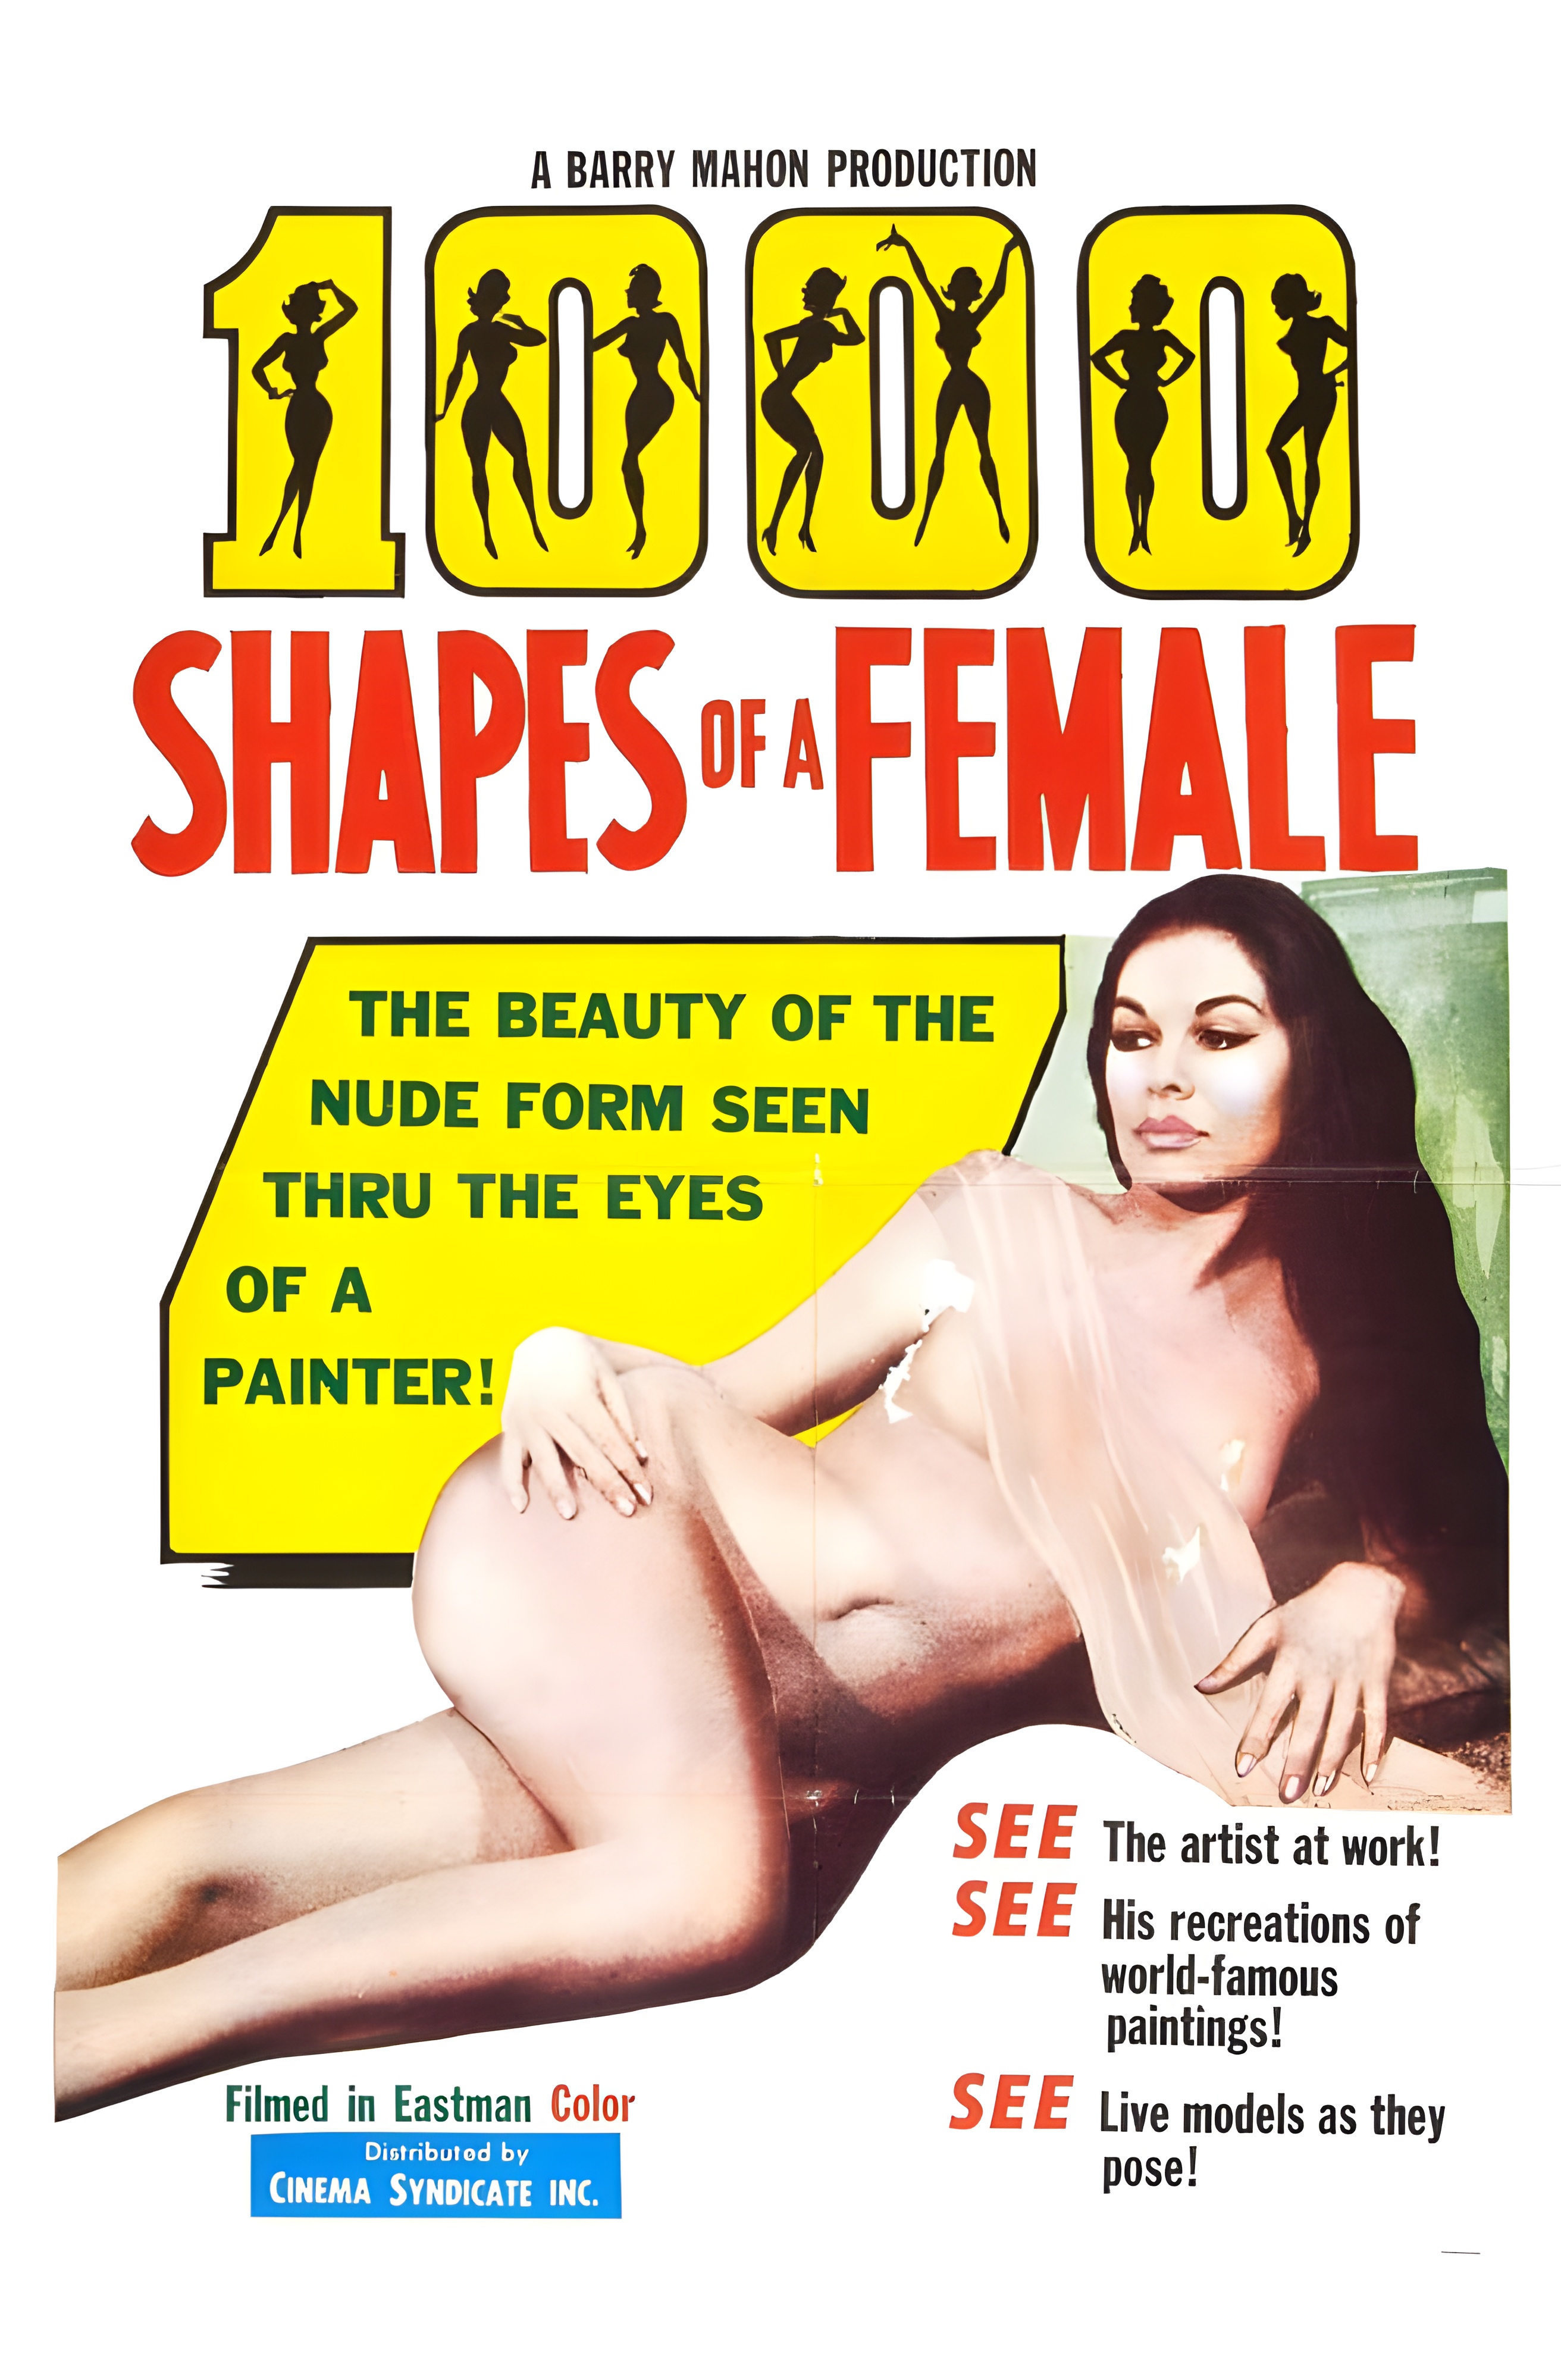 A BARRY MAHON PRODUCTION
1000
SHAPES OF A FEMALE
THE BEAUTY OF THE
NUDE FORM SEEN
THRU THE EYES
OF A
PAINTER!
SEE The artist at work!
SEE His recreations of
world-famous
paintings!
SEE Live models as they
pose!
Filmed in Eastman Color
Distributed by
CINEMA SYNDICATE INC.